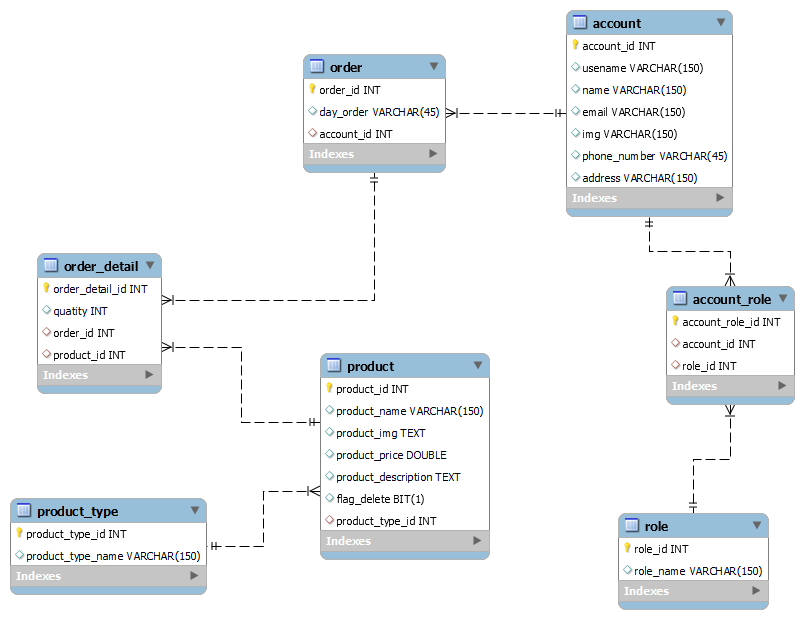 account
account_id INT
usename VARCHAR(150)
name VARCHAR(150)
email VARCHAR(150)
img VARCHAR(150)
phone_number VARCHAR(45)
address VARCHAR(150)
Indexes
order
order_id INT
day_order VARCHAR(45)
account_id INT
Indexes
order_detail
order_detail_id INT
quatity INT
order_id INT
product_id INT
Indexes
account_role
account_role_id INT
account_id INT
role_id INT
Indexes
product
product_id INT
product_name VARCHAR(150)
product_img TEXT
product_price DOUBLE
product_description TEXT
flag_delete BIT(1)
product_type_id INT
Indexes
product_type
product_type_id INT
product_type_name VARCHAR(150)
Indexes
role
role_id INT
role_name VARCHAR(150)
Indexes